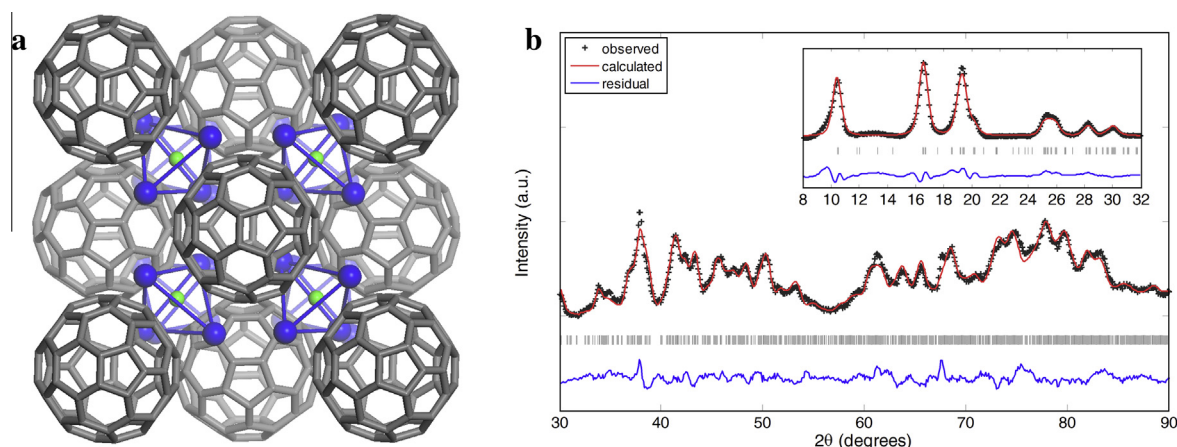 a
b
observed
calculated
residual
8 10 12 14 16 18 20 22 24 26 28 30 32
Intensity (a.u.)
30 40 50 60 70 80 90
2θ (degrees)